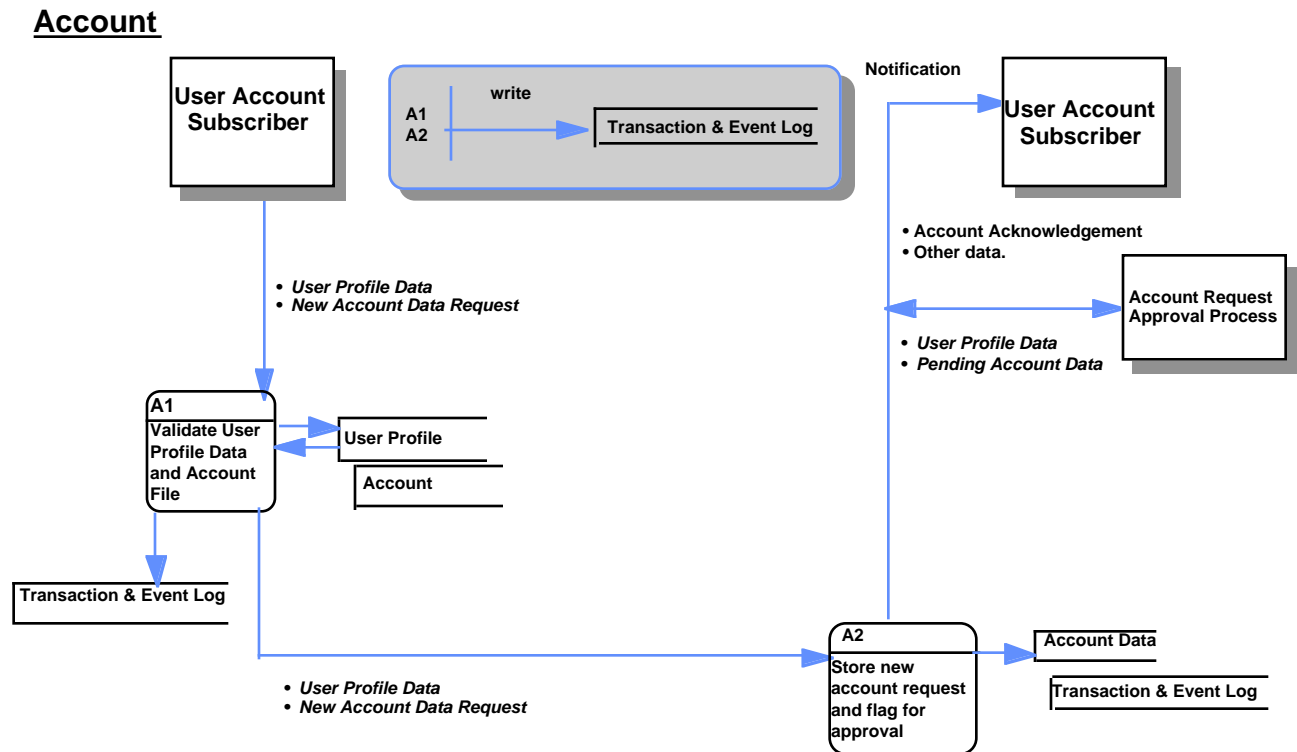 Account
User Account
Subscriber
A1
A2
write
Transaction & Event Log
Notification
User Account
Subscriber
• Account Acknowledgement
• Other data.
Account Request
Approval Process
• User Profile Data
• Pending Account Data
• User Profile Data
• New Account Data Request
A1
Validate User
Profile Data
and Account
File
User Profile
Account
Transaction & Event Log
• User Profile Data
• New Account Data Request
A2
Store new
account request
and flag for
approval
Account Data
Transaction & Event Log